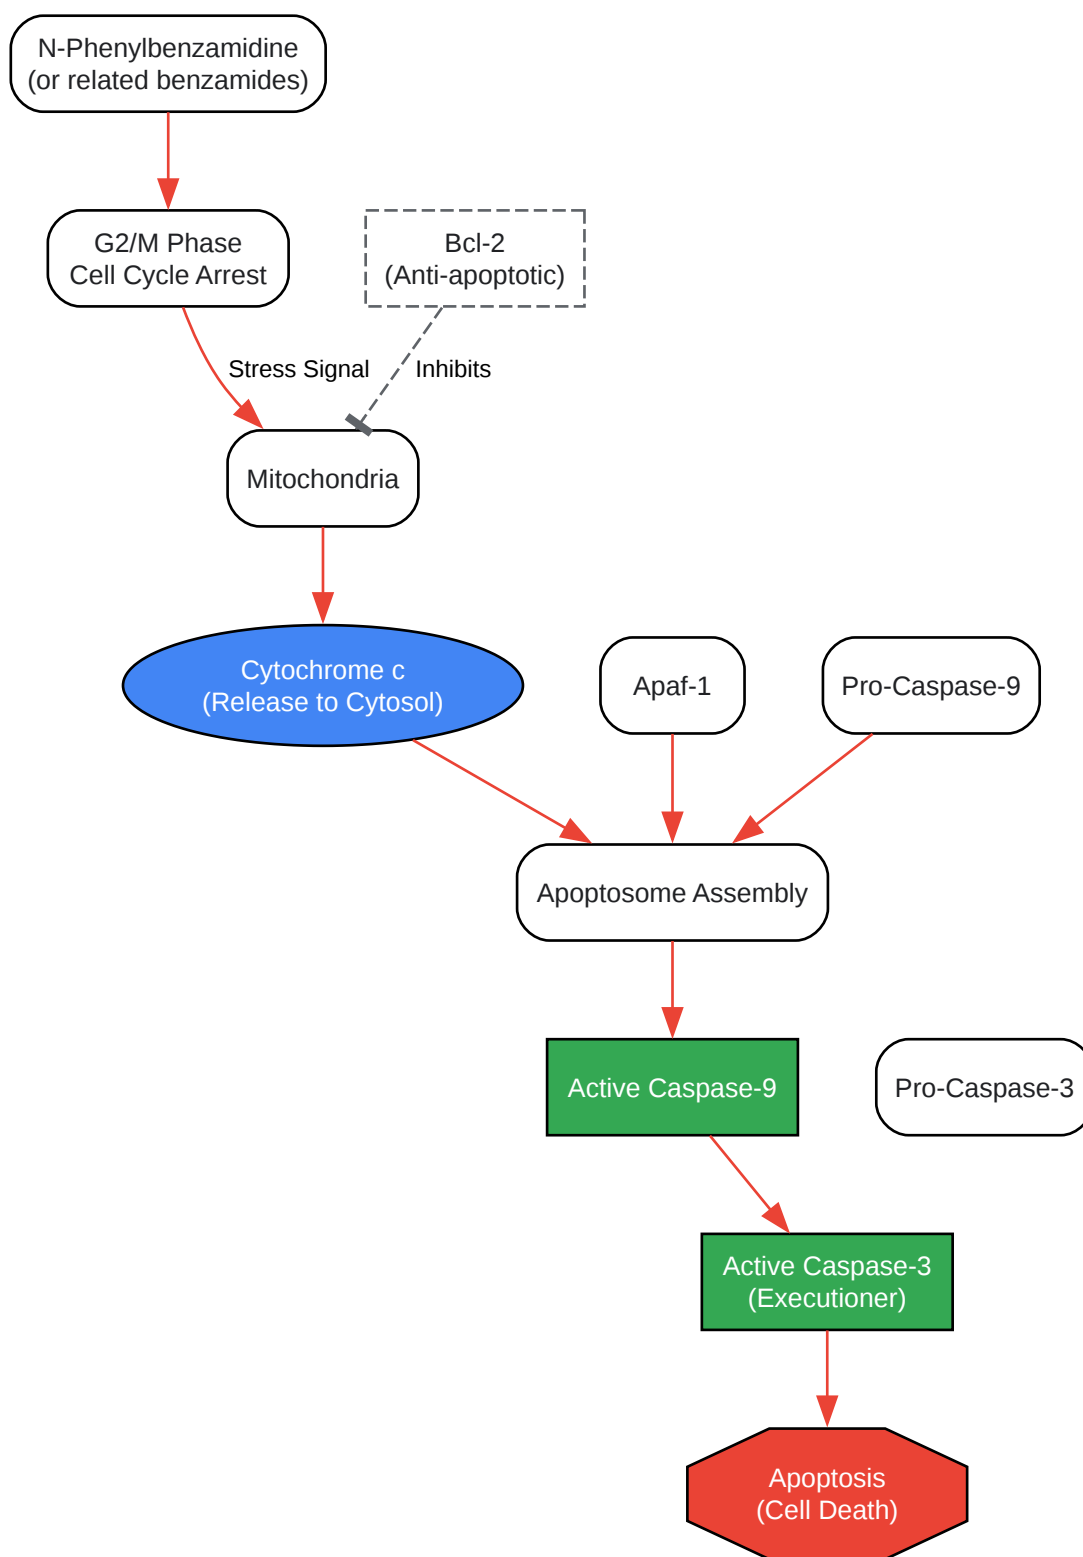 N-Phenylbenzamidine
(or related benzamides)
G2/M Phase
Cell Cycle Arrest
Bcl-2
(Anti-apoptotic)
Stress Signal
Inhibits
Mitochondria
Cytochrome c
(Release to Cytosol)
Apaf-1
Pro-Caspase-9
Apoptosome Assembly
Active Caspase-9
Pro-Caspase-3
Active Caspase-3
(Executioner)
Apoptosis
(Cell Death)